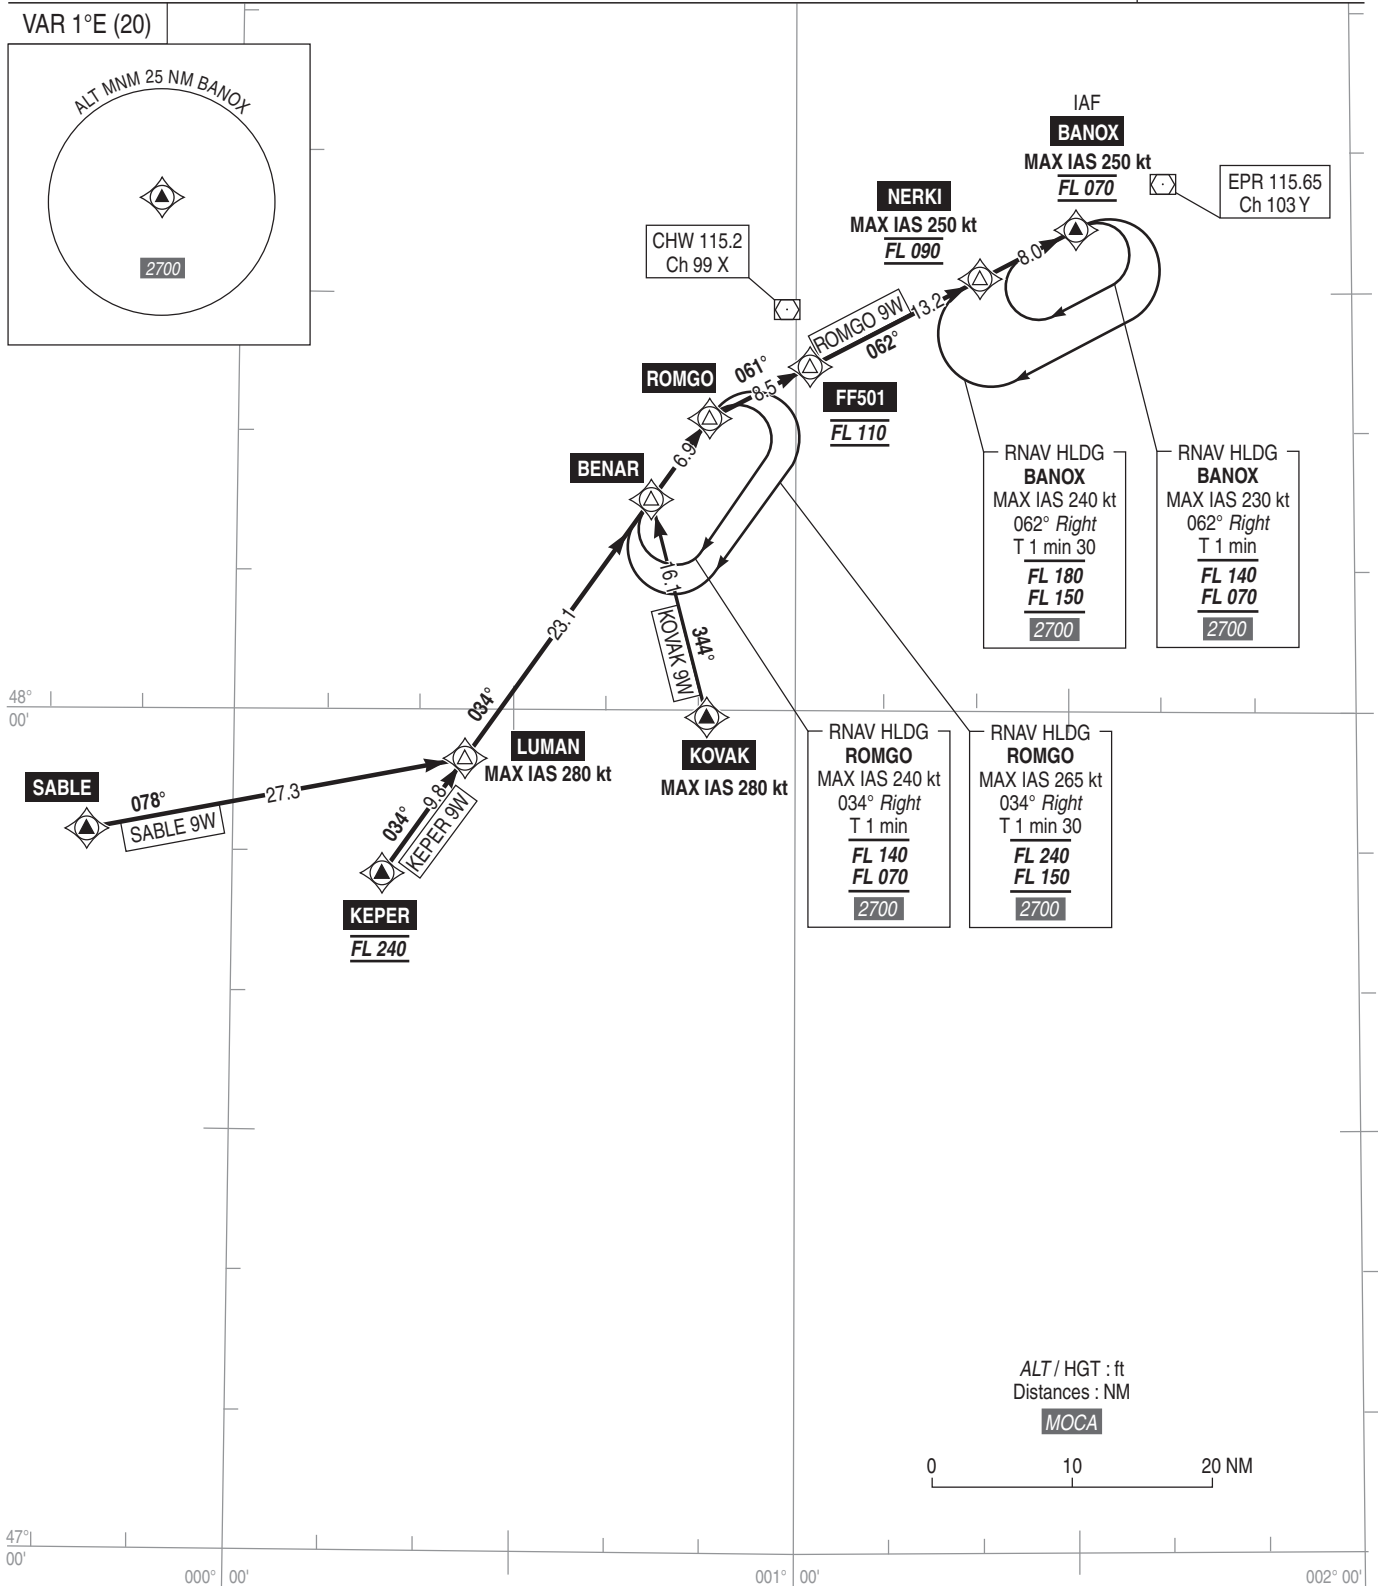 VAR 1°E (20)
ALT MNM 25 NM BANOX
2700
IAF
BANOX
MAX IAS 250 kt
FL 070
EPR 115.65
Ch 103 Y
NERKI
MAX IAS 250 kt
FL 090
8.0
CHW 115.2
Ch 99 X
ROMGO 9W
13.2
062°
ROMGO
061°
8.5
FF501
FL 110
BENAR
6.9
RNAV HLDG
BANOX
MAX IAS 240 kt
062° Right
T 1 min 30
FL 180
FL 150
2700
RNAV HLDG
BANOX
MAX IAS 230 kt
062° Right
T 1 min
FL 140
FL 070
2700
16.1
344°
KOVAK 9W
23.1
034°
48°
00'
LUMAN
MAX IAS 280 kt
KOVAK
MAX IAS 280 kt
RNAV HLDG
ROMGO
MAX IAS 240 kt
034° Right
T 1 min
FL 140
FL 070
2700
RNAV HLDG
ROMGO
MAX IAS 265 kt
034° Right
T 1 min 30
FL 240
FL 150
2700
SABLE
078°
27.3
SABLE 9W
034°
9.8
KEPER 9W
KEPER
FL 240
ALT / HGT : ft
Distances : NM
MOCA
0 10 20 NM
47°
00'
000° 00'
001° 00'
002° 00'